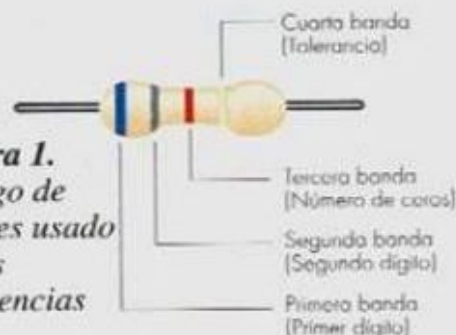 Cuarta banda
(Tolerancia)
ra 1.
go de
es usado
s
encias
Tercera banda
(Número de ceros)
Segunda banda
(Segundo dígito)
Primera banda
(Primer dígito)